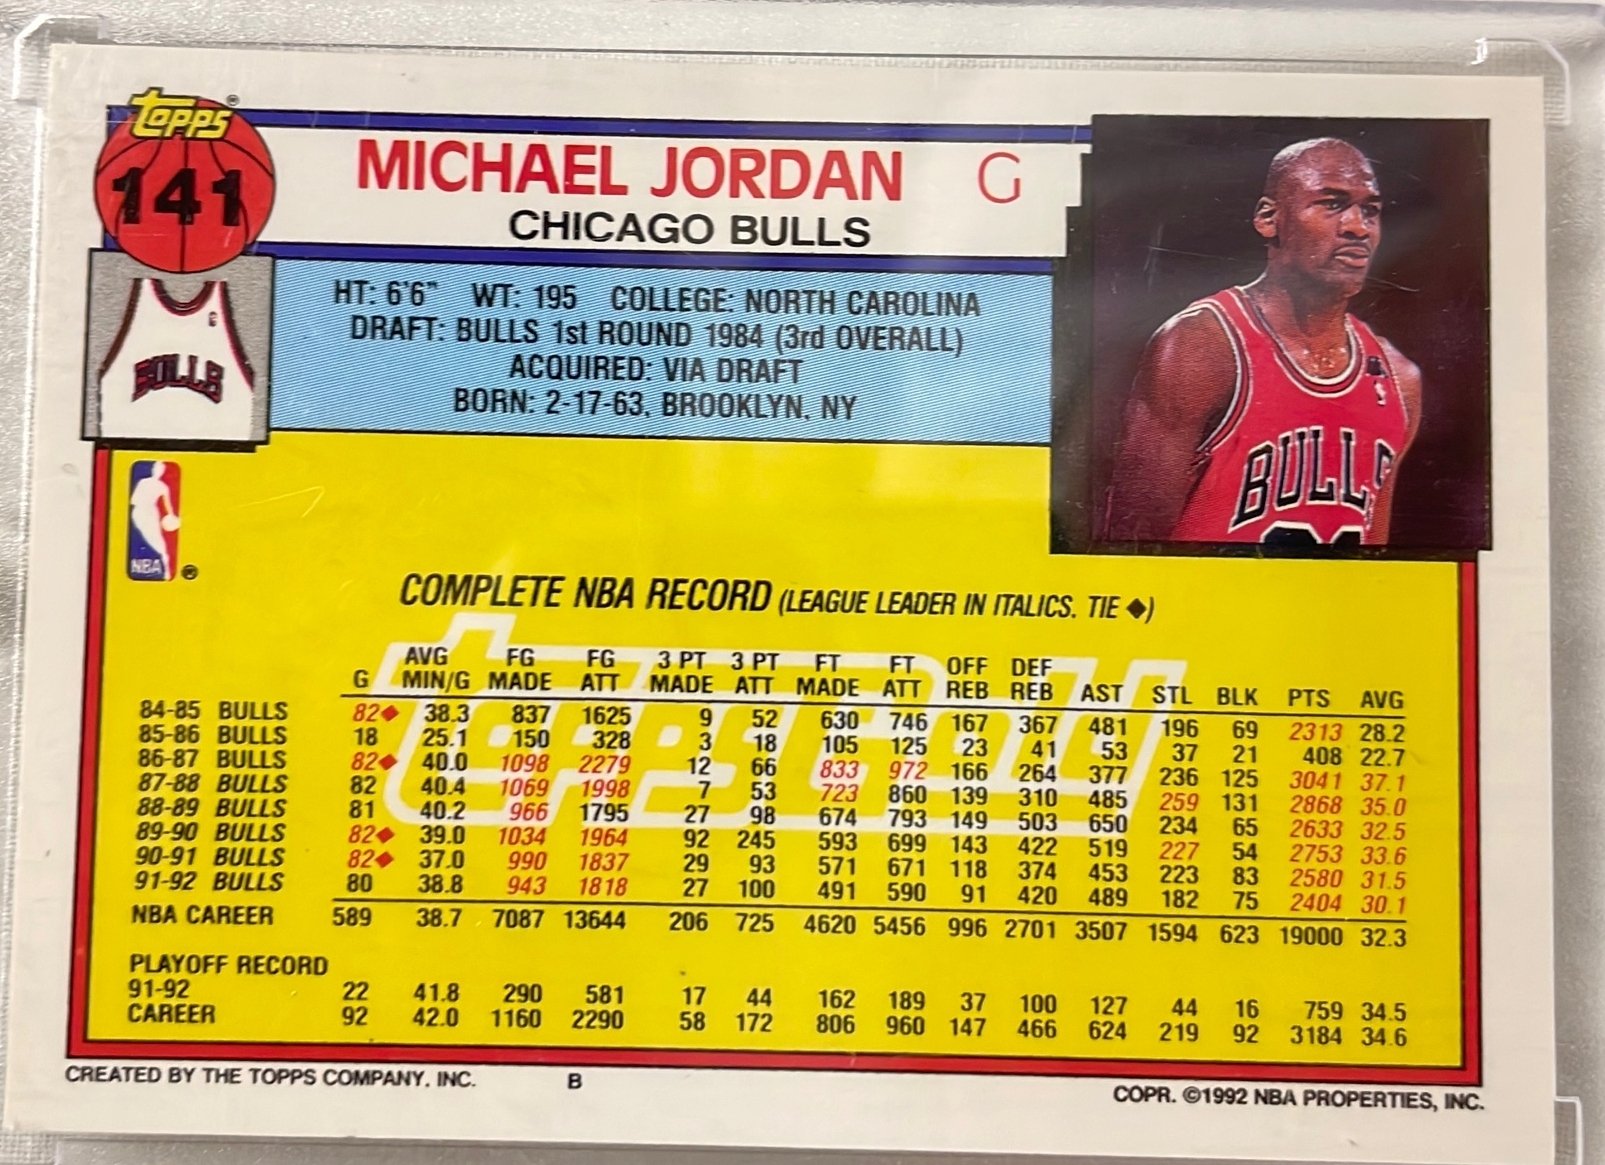 topps®
141
MICHAEL JORDAN G
CHICAGO BULLS
HT: 6'6" WT: 195 COLLEGE: NORTH CAROLINA
DRAFT: BULLS 1st ROUND 1984 (3rd OVERALL)
ACQUIRED: VIA DRAFT
BORN: 2-17-63, BROOKLYN, NY
BULLS
BULLS
NBA ®
COMPLETE NBA RECORD (LEAGUE LEADER IN ITALICS, TIE ◆)
Topps Gold
G AVG MIN/G FG MADE FG ATT 3 PT MADE 3 PT ATT FT MADE FT ATT OFF REB DEF REB AST STL BLK PTS AVG
84-85 BULLS 82◆ 38.3 837 1625 9 52 630 746 167 367 481 196 69 2313 28.2
85-86 BULLS 18 25.1 150 328 3 18 105 125 23 41 53 37 21 408 22.7
86-87 BULLS 82◆ 40.0 1098 2279 12 66 833 972 166 264 377 236 125 3041 37.1
87-88 BULLS 82 40.4 1069 1998 7 53 723 860 139 310 485 259 131 2868 35.0
88-89 BULLS 81 40.2 966 1795 27 98 674 793 149 503 650 234 65 2633 32.5
89-90 BULLS 82◆ 39.0 1034 1964 92 245 593 699 143 422 519 227 54 2753 33.6
90-91 BULLS 82◆ 37.0 990 1837 29 93 571 671 118 374 453 223 83 2580 31.5
91-92 BULLS 80 38.8 943 1818 27 100 491 590 91 420 489 182 75 2404 30.1
NBA CAREER 589 38.7 7087 13644 206 725 4620 5456 996 2701 3507 1594 623 19000 32.3
PLAYOFF RECORD
91-92 22 41.8 290 581 17 44 162 189 37 100 127 44 16 759 34.5
CAREER 92 42.0 1160 2290 58 172 806 960 147 466 624 219 92 3184 34.6
CREATED BY THE TOPPS COMPANY, INC. B COPR. ©1992 NBA PROPERTIES, INC.